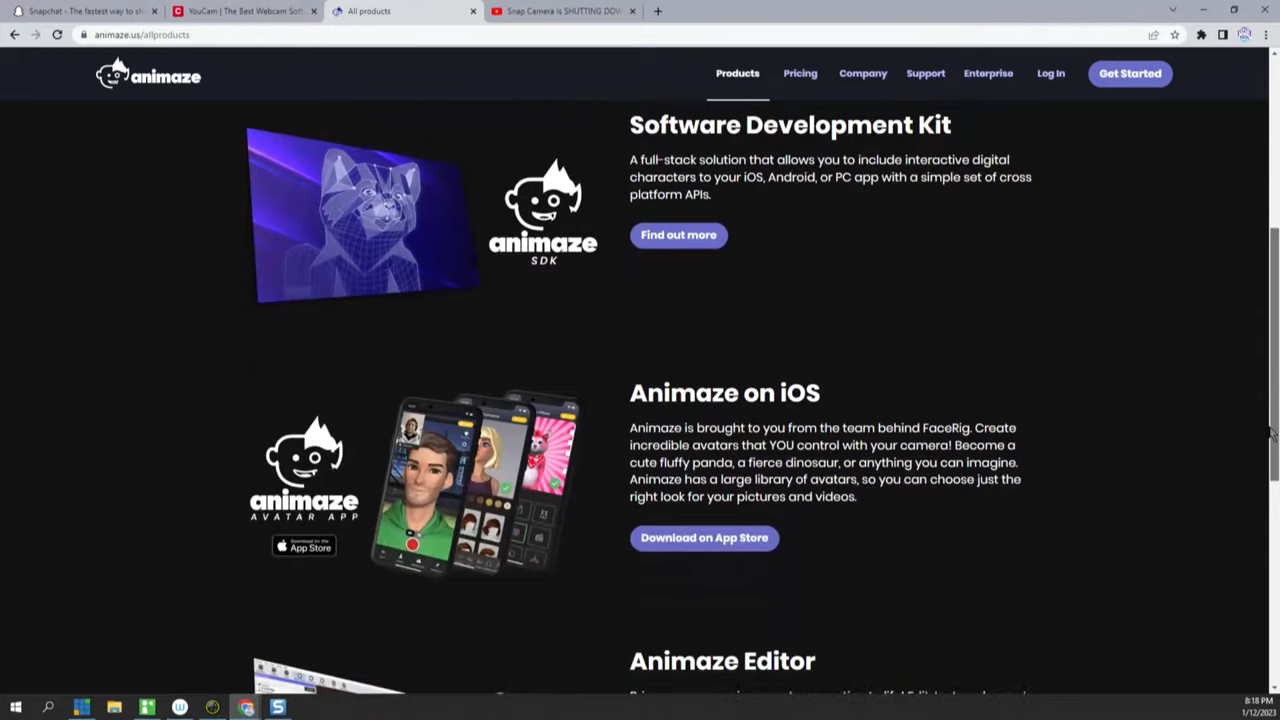 Snapchat - The fastest way to sh
YouCam | The Best Webcam Soft
All products
Snap Camera is SHUTTING DOW
animaze.us/allproducts
animaze
Products
Pricing
Company
Support
Enterprise
Log In
Get Started
Software Development Kit
A full-stack solution that allows you to include interactive digital
characters to your iOS, Android, or PC app with a simple set of cross
platform APIs.
Find out more
animaze
SDK
Animaze on iOS
Animaze is brought to you from the team behind FaceRig. Create
incredible avatars that YOU control with your camera! Become a
cute fluffy panda, a fierce dinosaur, or anything you can imagine.
Animaze has a large library of avatars, so you can choose just the
right look for your pictures and videos.
Download on App Store
animaze
AVATAR APP
Download on the
App Store
Animaze Editor
8:18 PM
1/12/2023